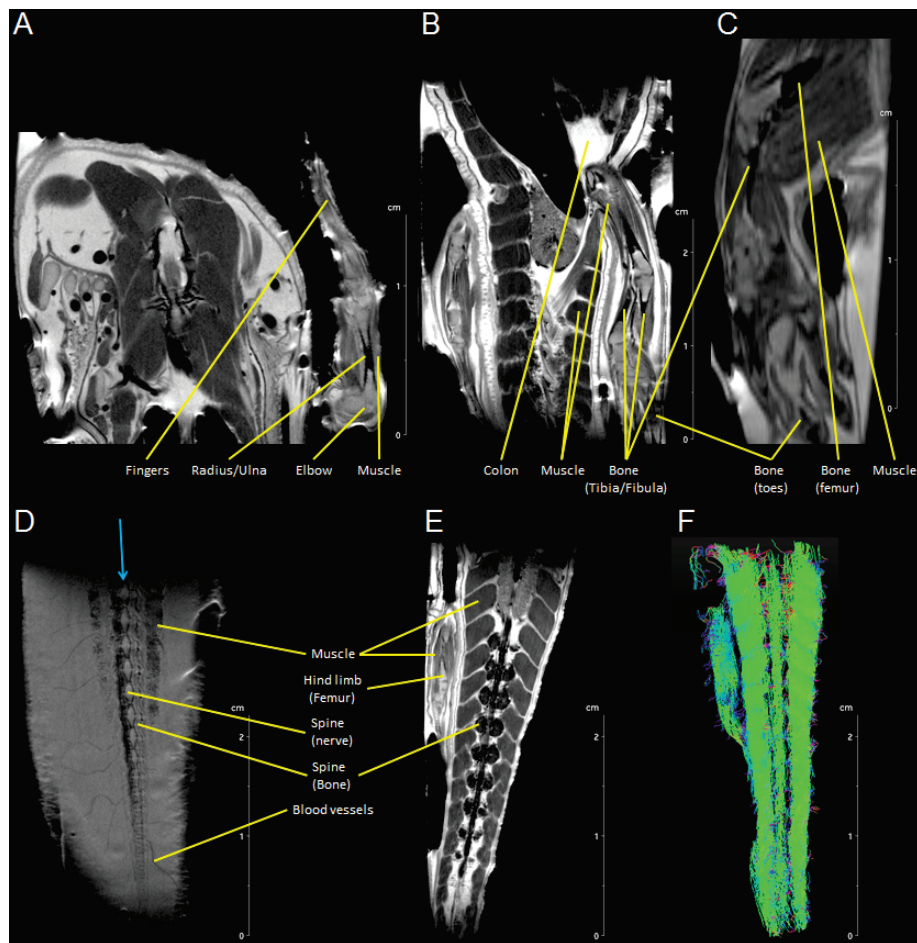 A
B
C
cm
1
0
cm
2
1
0
cm
1
0
Fingers
Radius/Ulna
Elbow
Muscle
Colon
Muscle
Bone
(Tibia/Fibula)
Bone
(toes)
Bone
(femur)
Muscle
D
E
F
Muscle
Hind limb
(Femur)
Spine
(nerve)
Spine
(Bone)
Blood vessels
cm
2
1
0
cm
2
1
0
cm
2
1
0